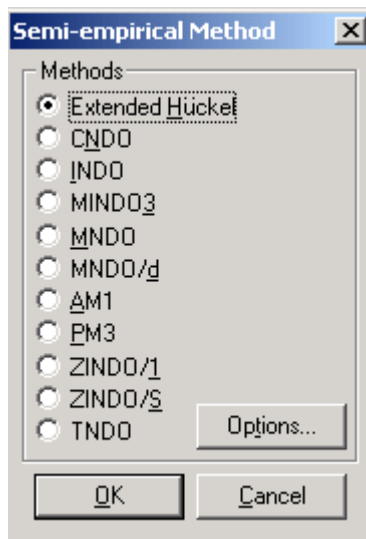 Semi-empirical Method
Methods
Extended Hückel
CNDO
INDO
MINDO3
MNDO
MNDO/d
AM1
PM3
ZINDO/1
ZINDO/S
TNDO
Options...
OK
Cancel